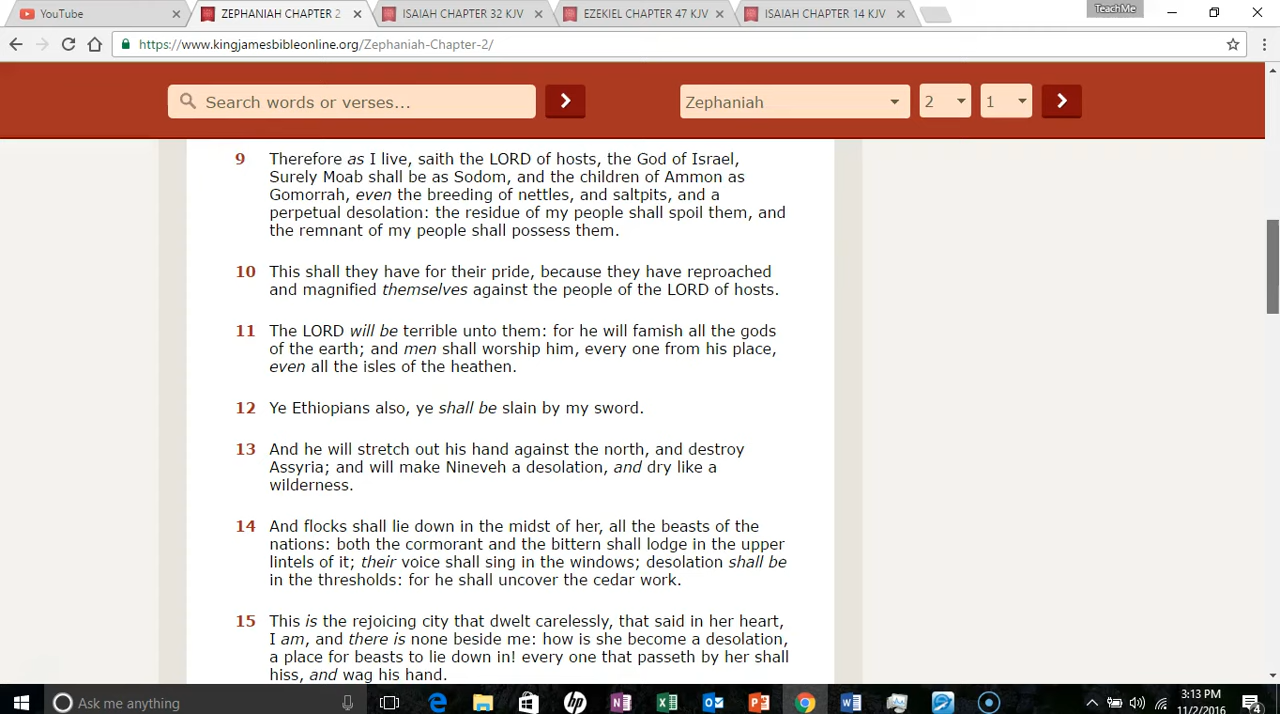 TeachMe
YouTube
ZEPHANIAH CHAPTER 2
ISAIAH CHAPTER 32 KJV
EZEKIEL CHAPTER 47 KJV
ISAIAH CHAPTER 14 KJV
https://www.kingjamesbibleonline.org/Zephaniah-Chapter-2/
Search words or verses...
Zephaniah
2
1
9 Therefore as I live, saith the LORD of hosts, the God of Israel,
Surely Moab shall be as Sodom, and the children of Ammon as
Gomorrah, even the breeding of nettles, and saltpits, and a
perpetual desolation: the residue of my people shall spoil them, and
the remnant of my people shall possess them.
10 This shall they have for their pride, because they have reproached
and magnified themselves against the people of the LORD of hosts.
11 The LORD will be terrible unto them: for he will famish all the gods
of the earth; and men shall worship him, every one from his place,
even all the isles of the heathen.
12 Ye Ethiopians also, ye shall be slain by my sword.
13 And he will stretch out his hand against the north, and destroy
Assyria; and will make Nineveh a desolation, and dry like a
wilderness.
14 And flocks shall lie down in the midst of her, all the beasts of the
nations: both the cormorant and the bittern shall lodge in the upper
lintels of it; their voice shall sing in the windows; desolation shall be
in the thresholds: for he shall uncover the cedar work.
15 This is the rejoicing city that dwelt carelessly, that said in her heart,
I am, and there is none beside me: how is she become a desolation,
a place for beasts to lie down in! every one that passeth by her shall
hiss, and wag his hand.
Ask me anything
3:13 PM
11/2/2016
4